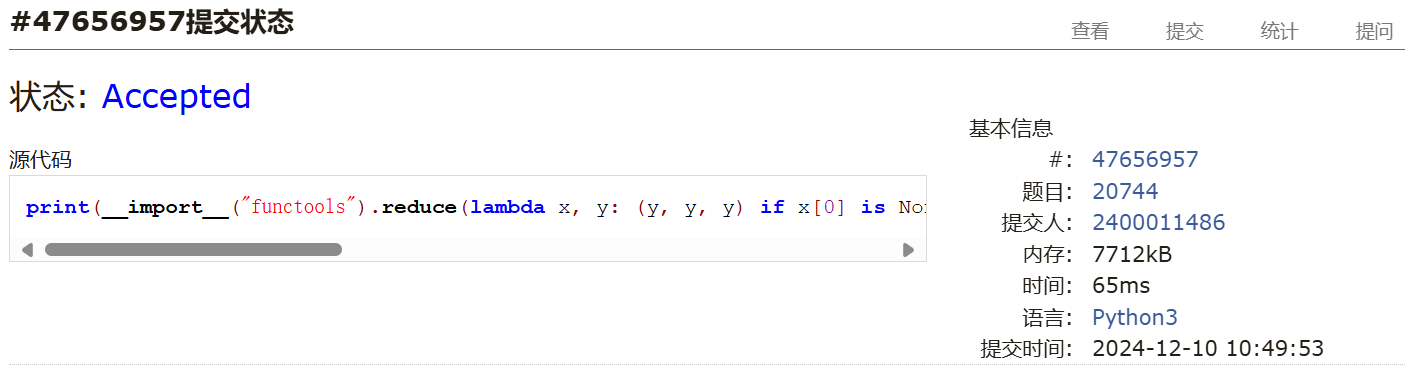 #47656957提交状态
查看 提交 统计 提问
状态: Accepted
源代码
print(__import__("functools").reduce(lambda x, y: (y, y, y) if x[0] is
基本信息
#: 47656957
题目: 20744
提交人: 2400011486
内存: 7712kB
时间: 65ms
语言: Python3
提交时间: 2024-12-10 10:49:53